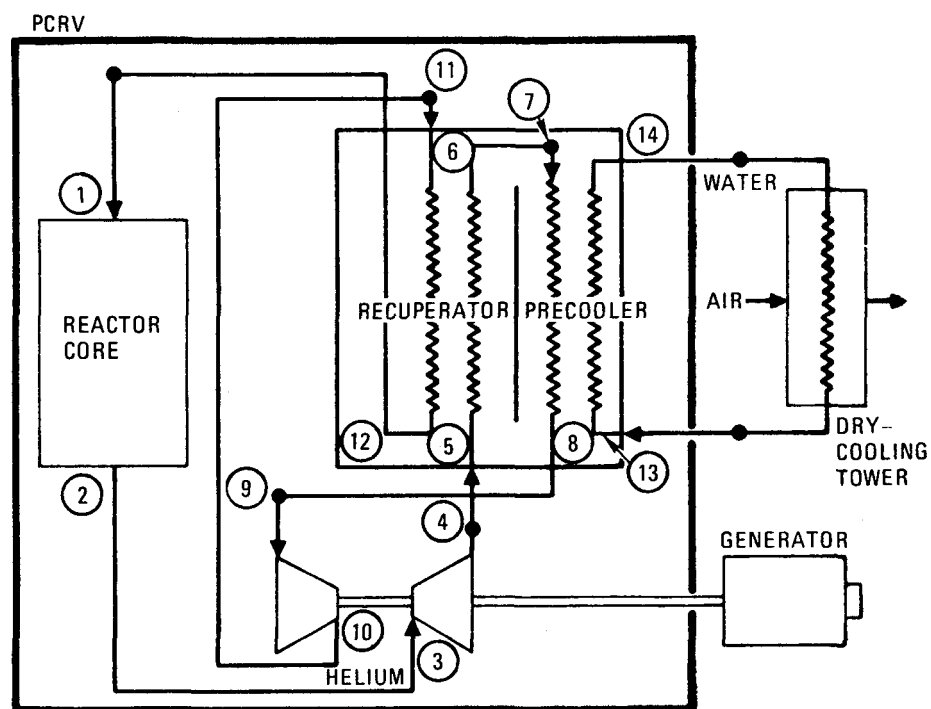 PCRV
11
7
6
14
1
WATER
REACTOR
CORE
RECUPERATOR
PRECOOLER
AIR
12
5
8
DRY-
COOLING
TOWER
2
9
13
4
GENERATOR
10
3
HELIUM